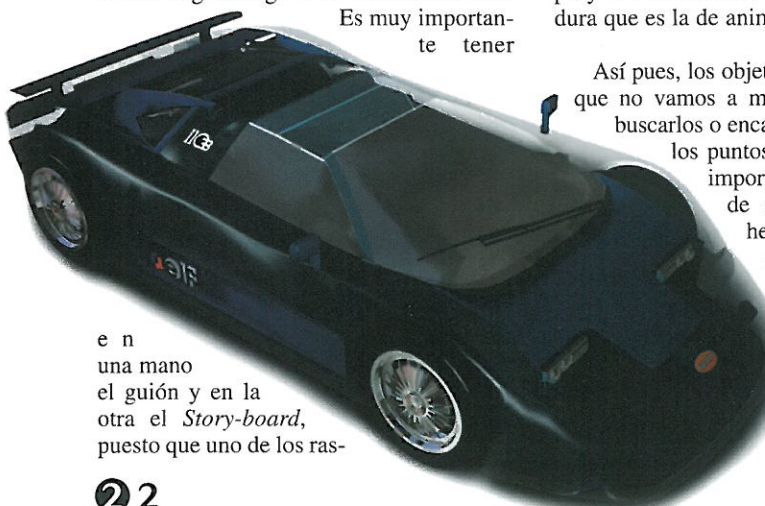 Es muy importan-
te tener
e n
una mano
el guión y en la
otra el Story-board,
puesto que uno de los ras-
dura que es la de anim
Así pues, los objet
que no vamos a m
buscarlos o enca
los puntos
impor
de
he
elf
2 2